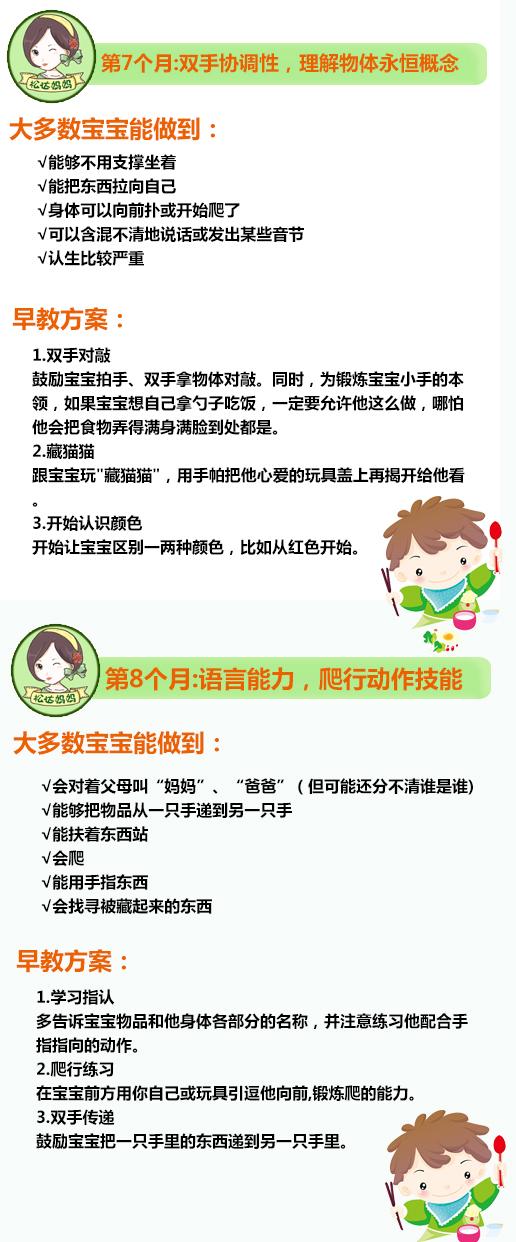 松达妈妈
第7个月:双手协调性，理解物体永恒概念
大多数宝宝能做到：
√能够不用支撑坐着
√能把东西拉向自己
√身体可以向前扑或开始爬了
√可以含混不清地说话或发出某些音节
√认生比较严重
早教方案：
1.双手对敲
鼓励宝宝拍手、双手拿物体对敲。同时，为锻炼宝宝小手的本
领，如果宝宝想自己拿勺子吃饭，一定要允许他这么做，哪怕
他会把食物弄得满身满脸到处都是。
2.藏猫猫
跟宝宝玩"藏猫猫"，用手帕把他心爱的玩具盖上再揭开给他看
。
3.开始认识颜色
开始让宝宝区别一两种颜色，比如从红色开始。
松达妈妈
第8个月:语言能力，爬行动作技能
大多数宝宝能做到：
√会对着父母叫“妈妈”、“爸爸”（但可能还分不清谁是谁)
√能够把物品从一只手递到另一只手
√能扶着东西站
√会爬
√能用手指东西
√会找寻被藏起来的东西
早教方案：
1.学习指认
多告诉宝宝物品和他身体各部分的名称，并注意练习他配合手
指指向的动作。
2.爬行练习
在宝宝前方用你自己或玩具引逗他向前,锻炼爬的能力。
3.双手传递
鼓励宝宝把一只手里的东西递到另一只手里。